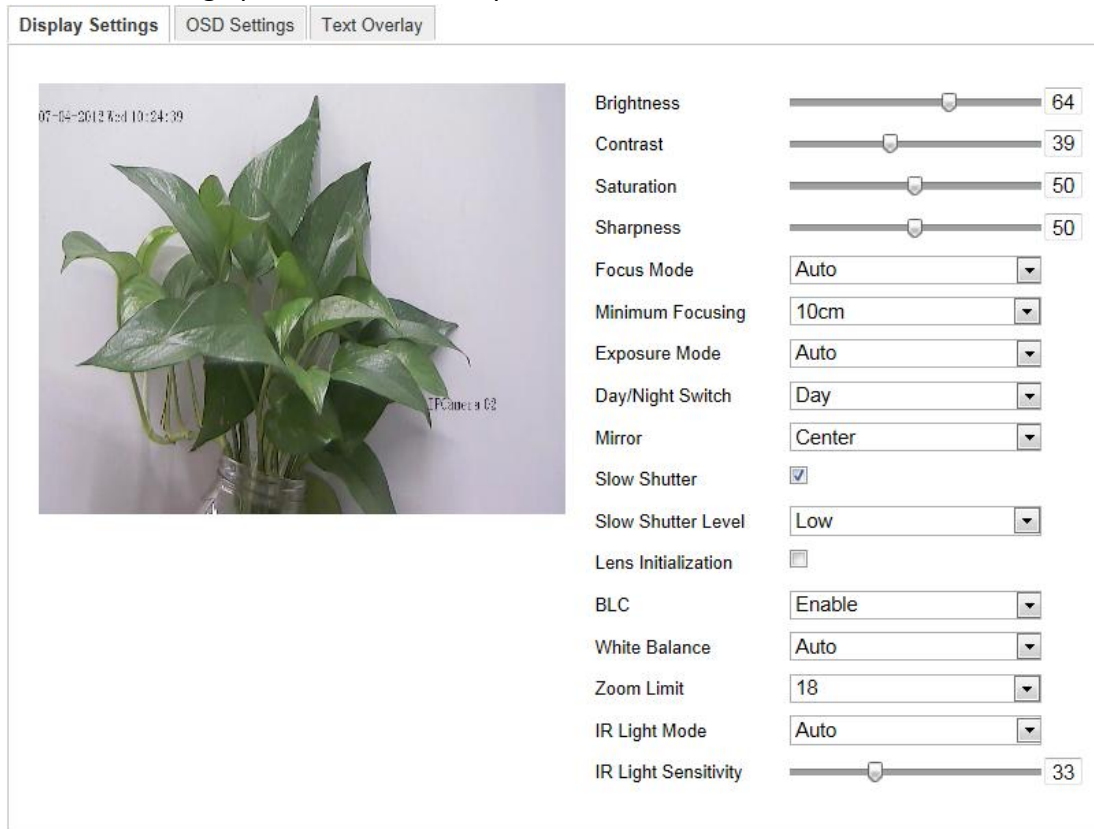 Display Settings OSD Settings Text Overlay
07-04-2012 Wed 10:24:39
IPCamera 02
Brightness 64
Contrast 39
Saturation 50
Sharpness 50
Focus Mode Auto
Minimum Focusing 10cm
Exposure Mode Auto
Day/Night Switch Day
Mirror Center
Slow Shutter
Slow Shutter Level Low
Lens Initialization
BLC Enable
White Balance Auto
Zoom Limit 18
IR Light Mode Auto
IR Light Sensitivity 33